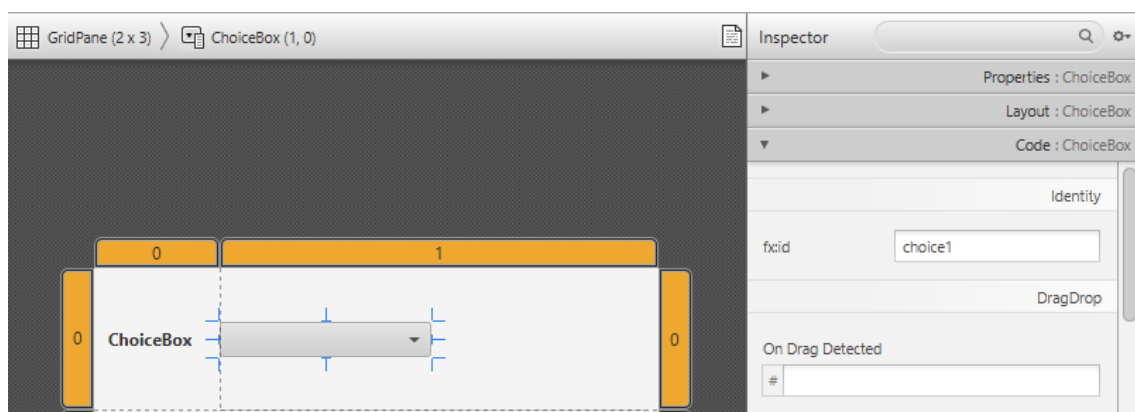 GridPane (2 x 3) ChoiceBox (1, 0)
Inspector
Properties : ChoiceBox
Layout : ChoiceBox
Code : ChoiceBox
Identity
fx:id choice1
DragDrop
On Drag Detected
#
0 1
0 ChoiceBox 0